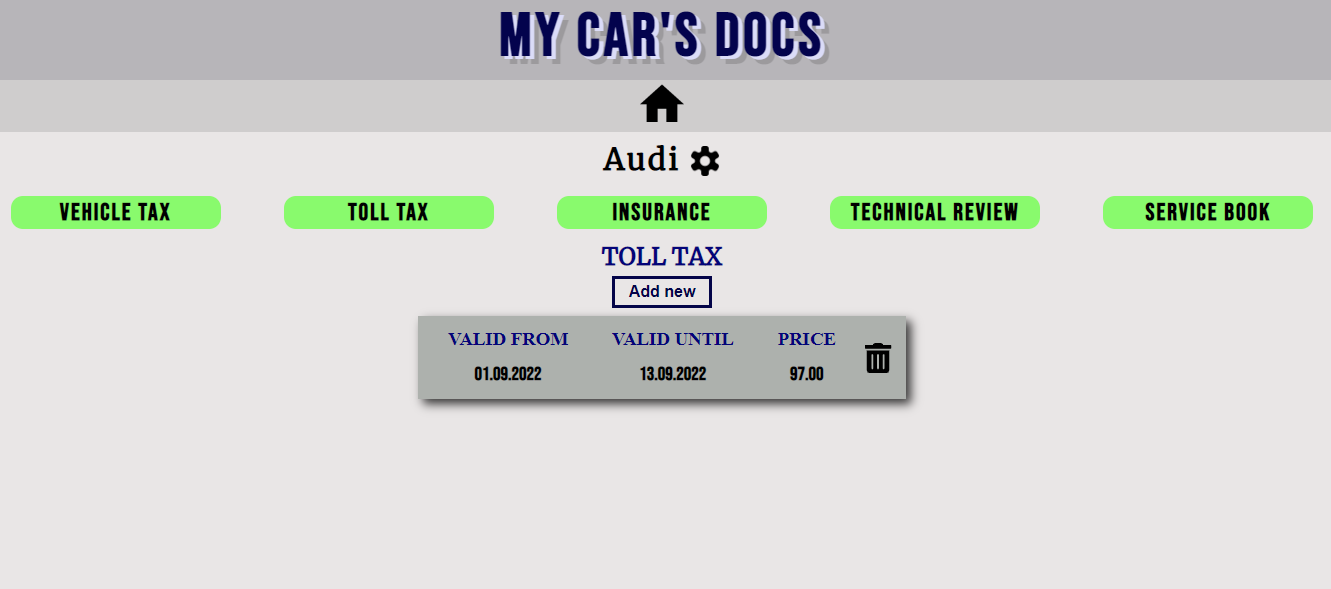 MY CAR'S DOCS
Audi
VEHICLE TAX TOLL TAX INSURANCE TECHNICAL REVIEW SERVICE BOOK
TOLL TAX
Add new
VALID FROM VALID UNTIL PRICE
01.09.2022 13.09.2022 97.00